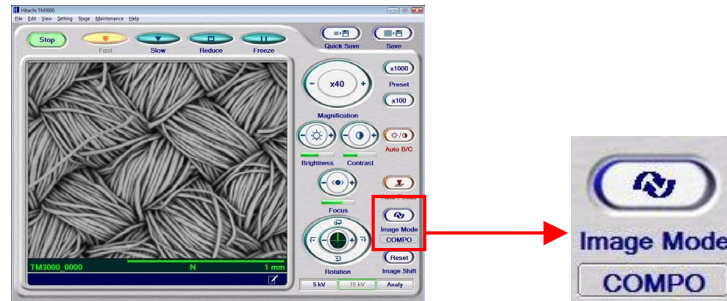 Hitachi TM3000
File Edit View Setting Stage Maintenance Help
Stop
Fast Slow Reduce Freeze
Quick Save Save
- x40 +
x1000
Preset
x100
Magnification
- + - +
Auto B/C
Brightness Contrast
- +
Auto Focus
Focus
Image Mode
COMPO
- +
Reset
Rotation Image Shift
TM3000_0000 N 1 mm
5 kV 15 kV Analy
Image Mode
COMPO